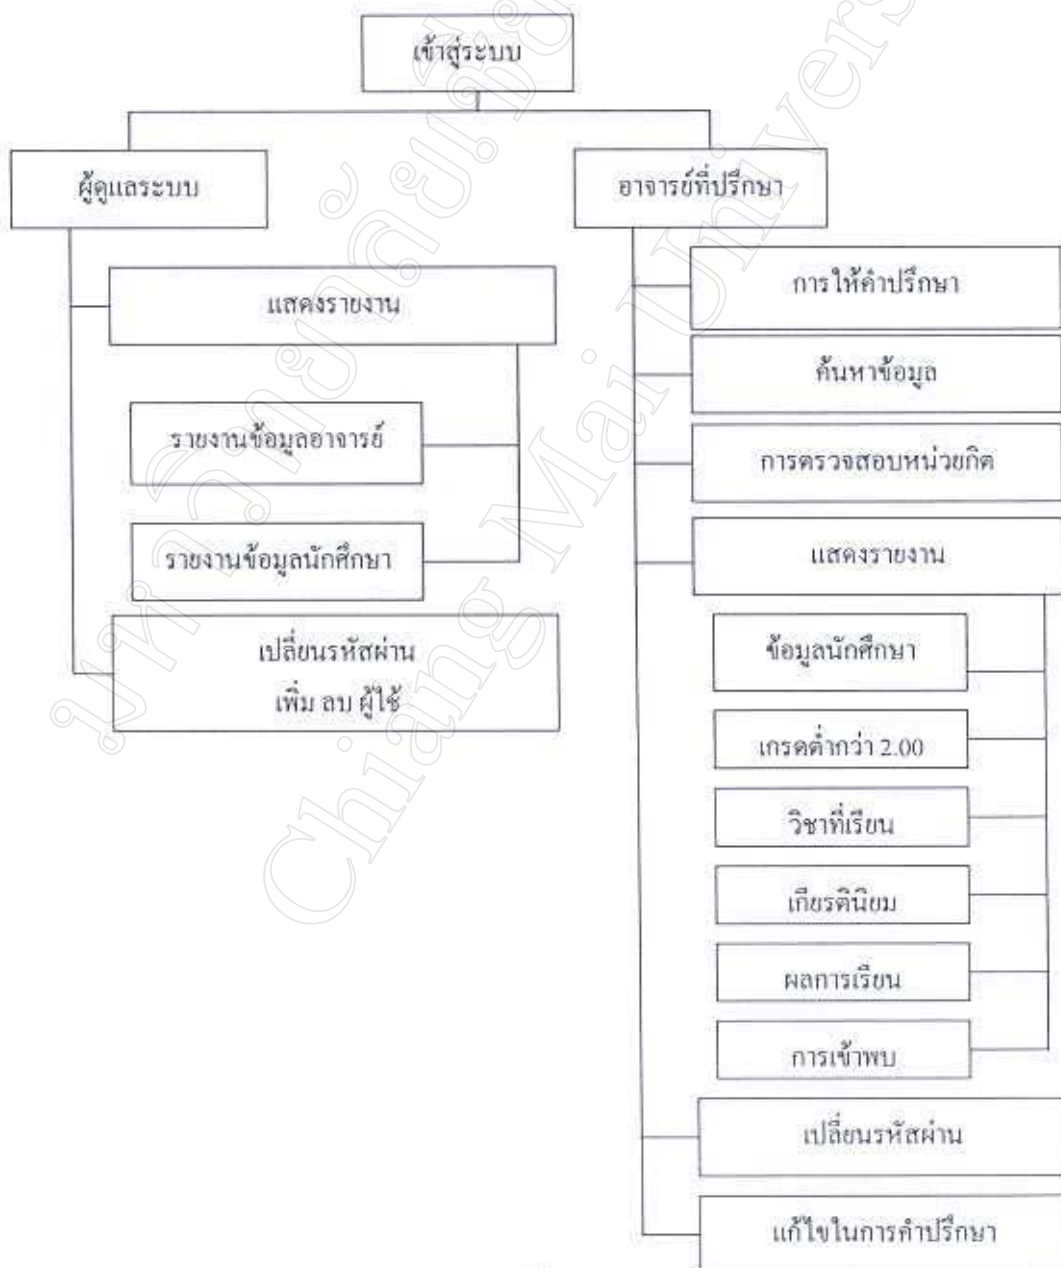 เข้าสู่ระบบ
ผู้ดูแลระบบ
แสดงรายงาน
รายงานข้อมูลอาจารย์
รายงานข้อมูลนักศึกษา
เปลี่ยนรหัสผ่าน
เพิ่ม ลบ ผู้ใช้
อาจารย์ที่ปรึกษา
การให้คำปรึกษา
ค้นหาข้อมูล
การตรวจสอบหน่วยกิต
แสดงรายงาน
ข้อมูลนักศึกษา
เกรดต่ำกว่า 2.00
วิชาที่เรียน
เกียรตินิยม
ผลการเรียน
การเข้าพบ
เปลี่ยนรหัสผ่าน
แก้ไขในการคำปรึกษา
Chiang Mai Univers